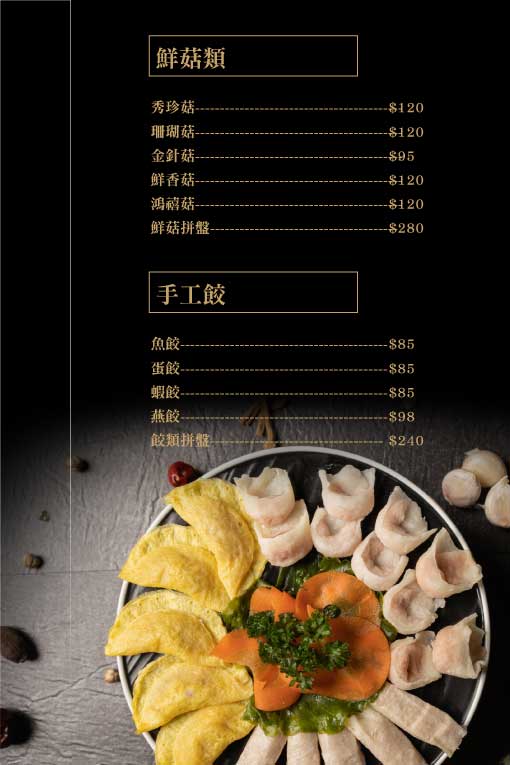 鮮菇類
秀珍菇----------------------------------------$120
珊瑚菇----------------------------------------$120
金針菇----------------------------------------$95
鮮香菇----------------------------------------$120
鴻禧菇----------------------------------------$120
鮮菇拼盤-------------------------------------$280
手工餃
魚餃-------------------------------------------$85
蛋餃-------------------------------------------$85
蝦餃-------------------------------------------$85
燕餃-------------------------------------------$98
餃類拼盤------------------------------------ $240